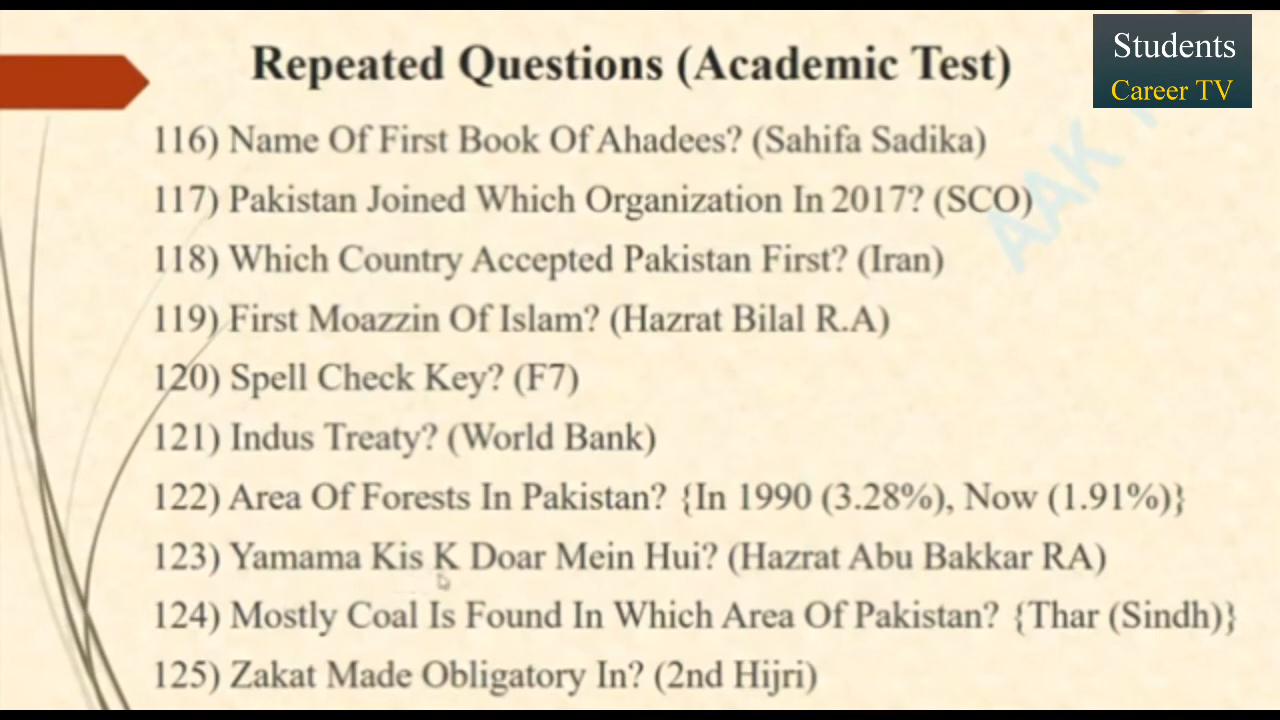 Repeated Questions (Academic Test)
Students
Career TV
116) Name Of First Book Of Ahadees? (Sahifa Sadika)
117) Pakistan Joined Which Organization In 2017? (SCO)
118) Which Country Accepted Pakistan First? (Iran)
119) First Moazzin Of Islam? (Hazrat Bilal R.A)
120) Spell Check Key? (F7)
121) Indus Treaty? (World Bank)
122) Area Of Forests In Pakistan? {In 1990 (3.28%), Now (1.91%)}
123) Yamama Kis K Doar Mein Hui? (Hazrat Abu Bakkar RA)
124) Mostly Coal Is Found In Which Area Of Pakistan? {Thar (Sindh)}
125) Zakat Made Obligatory In? (2nd Hijri)
AAK